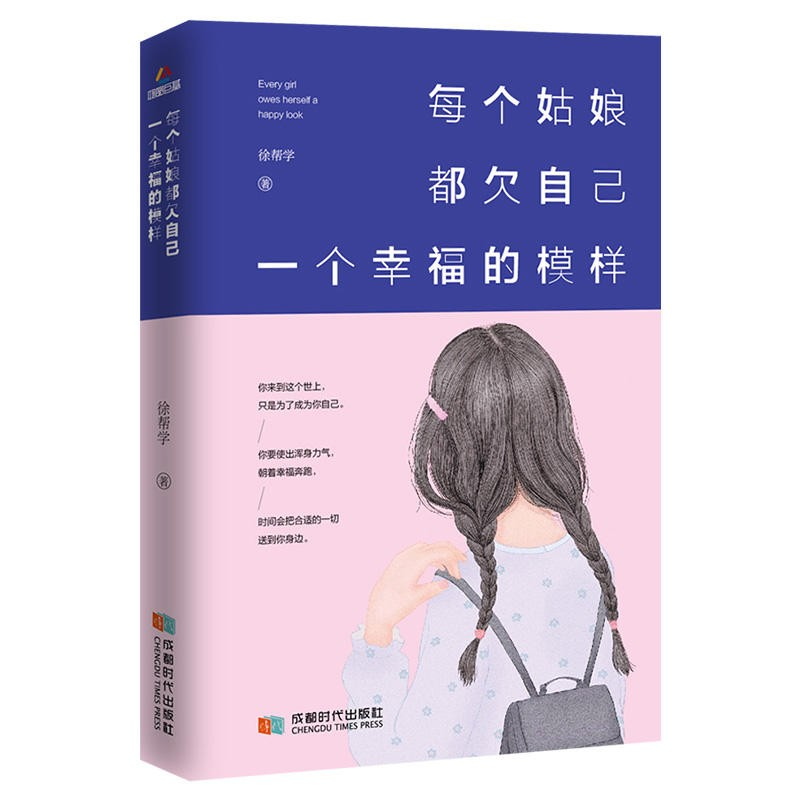 Every girl
owes herself a
happy look
徐帮学
著
每个姑娘
都欠自己
一个幸福的模样
你来到这个世上，
只是为了成为你自己。
你要使出浑身力气，
朝着幸福奔跑，
时间会把合适的一切
送到你身边。
成都时代出版社
CHENGDU TIMES PRESS
每个姑娘都欠自己
一个幸福的模样
徐帮学
著
成都时代出版社
CHENGDU TIMES PRESS